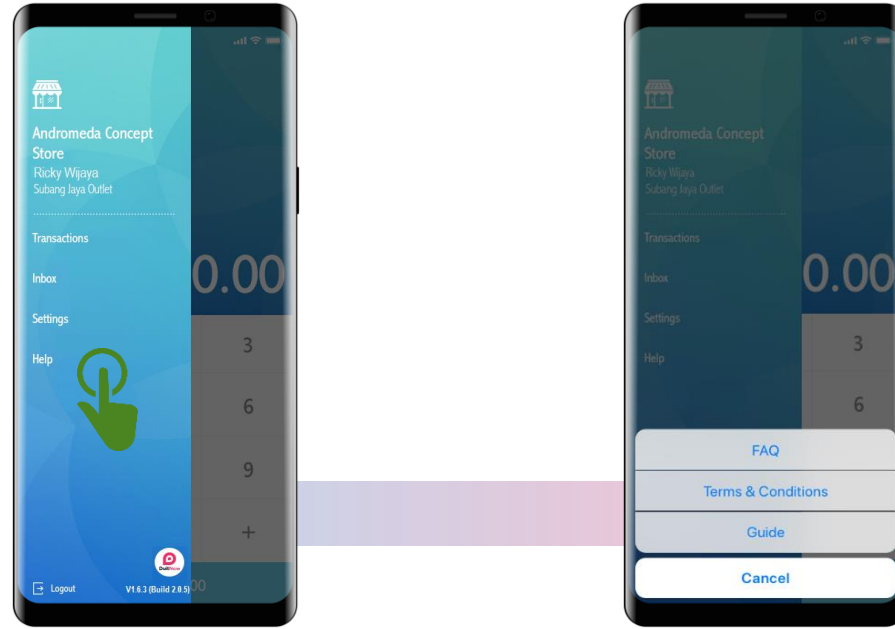 Andromeda Concept
Store
Ricky Wijaya
Subang Jaya Outlet
Transactions
Inbox
Settings
Help
0.00
3
6
9
+
DuitNow
Logout
V1.6.3 (Build 2.0.5)
00
Andromeda Concept
Store
Ricky Wijaya
Subang Jaya Outlet
Transactions
Inbox
Settings
Help
0.00
3
6
FAQ
Terms & Conditions
Guide
Cancel